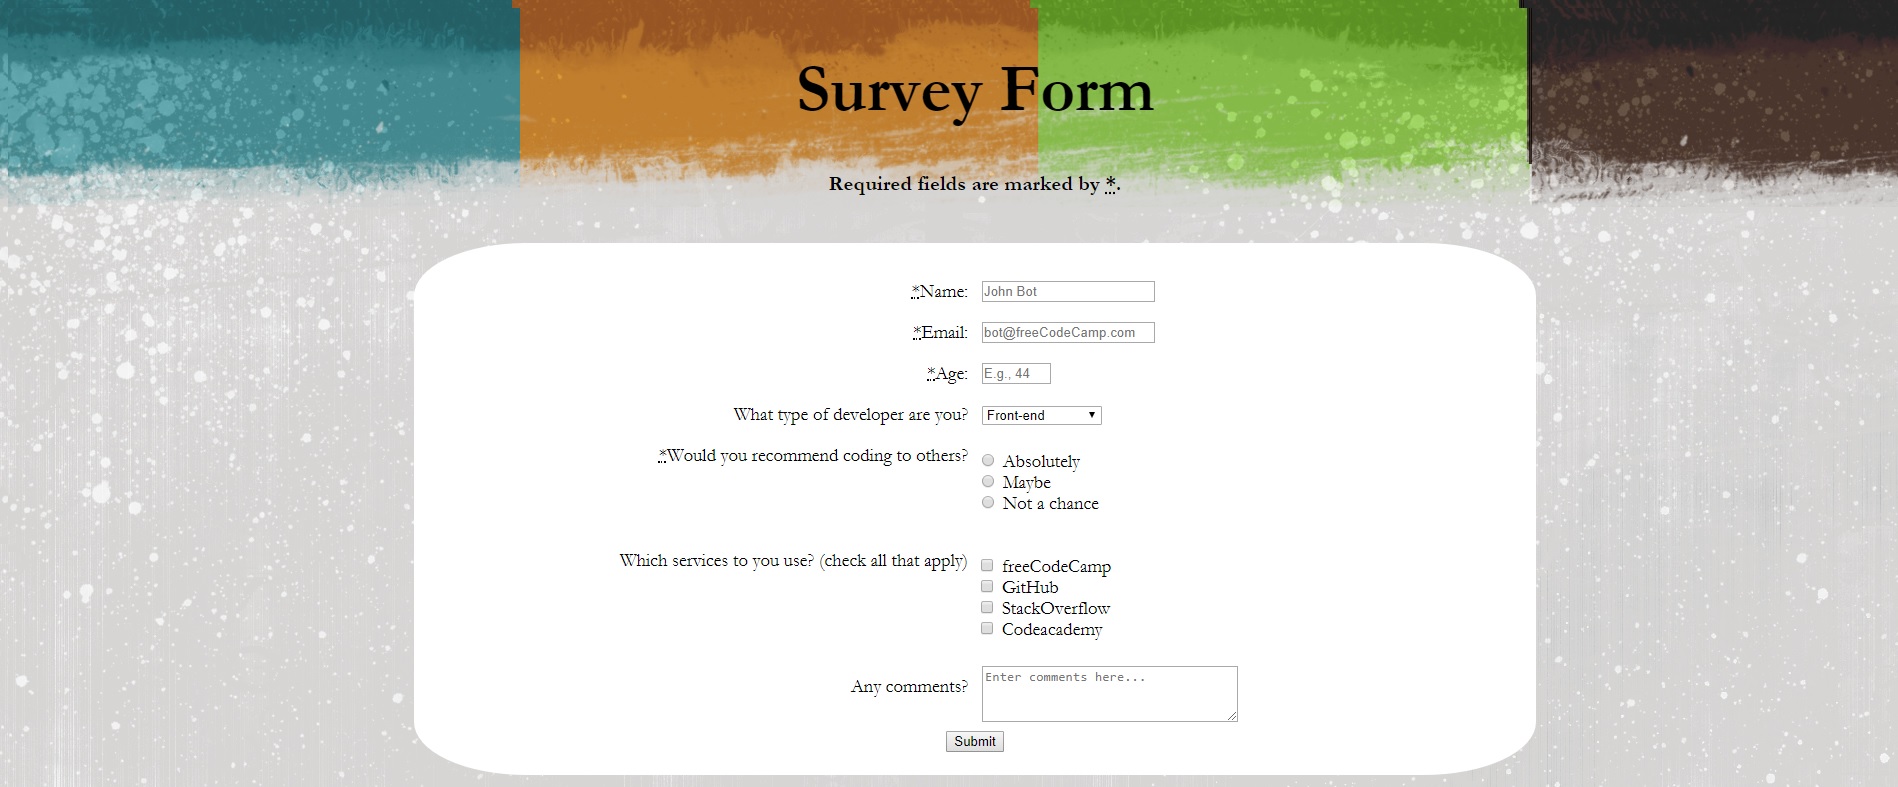 Survey Form
Required fields are marked by *.
*Name: John Bot
*Email: bot@freeCodeCamp.com
*Age: E.g., 44
What type of developer are you? Front-end
*Would you recommend coding to others? Absolutely
Maybe
Not a chance
Which services to you use? (check all that apply) freeCodeCamp
GitHub
StackOverflow
Codeacademy
Any comments? Enter comments here...
Submit